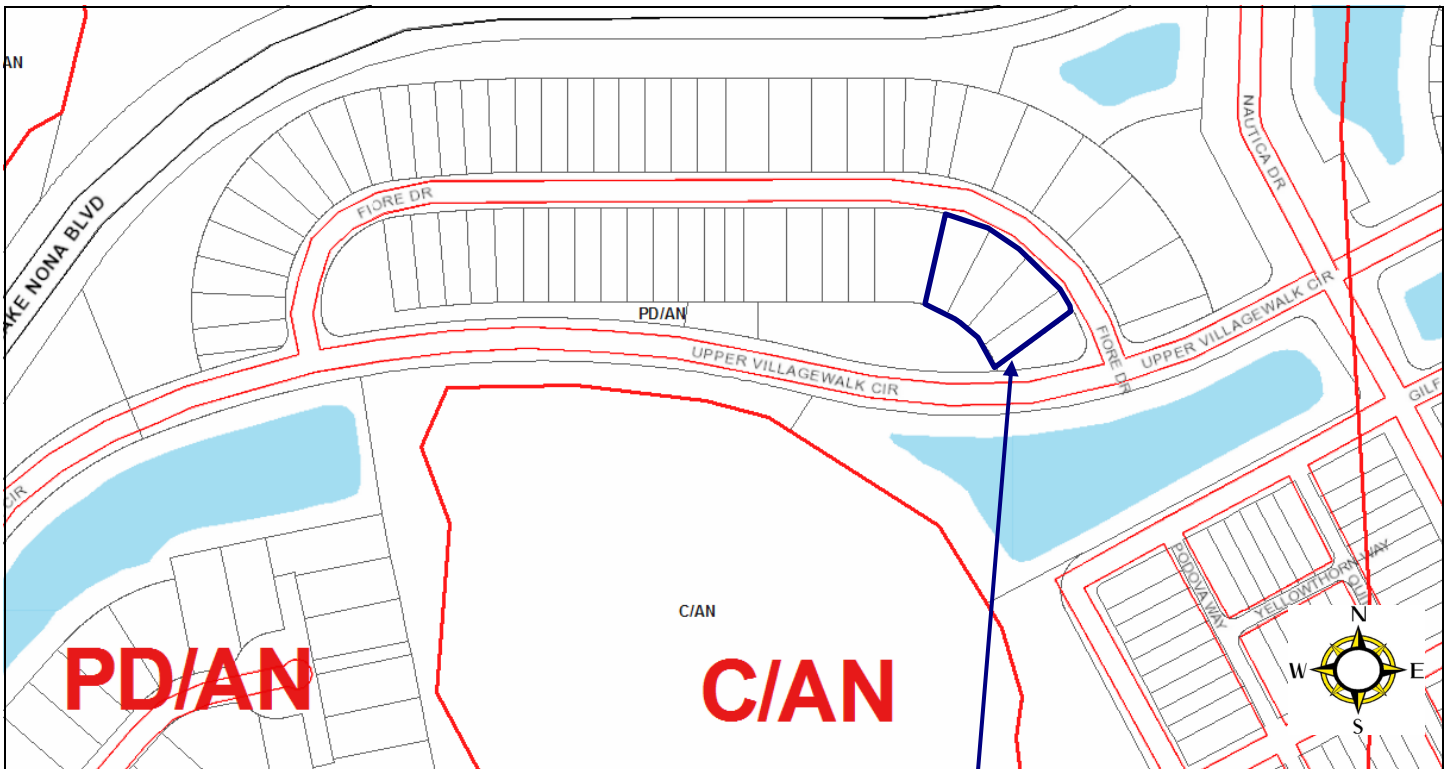 AN
NAUTICA DR
FIORE DR
LAKE NONA BLVD
PD/AN
UPPER VILLAGEWALK CIR
FIORE DR
UPPER VILLAGEWALK CIR
CIR
C/AN
PODOVA WAY
YELLOWTHORN WAY
N
W
E
S
PD/AN
C/AN